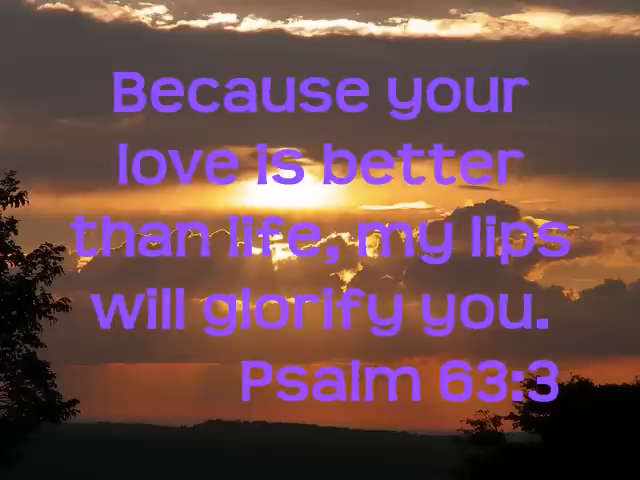 Because your
love is better
than life, my lips
will glorify you.
Psalm 63:3